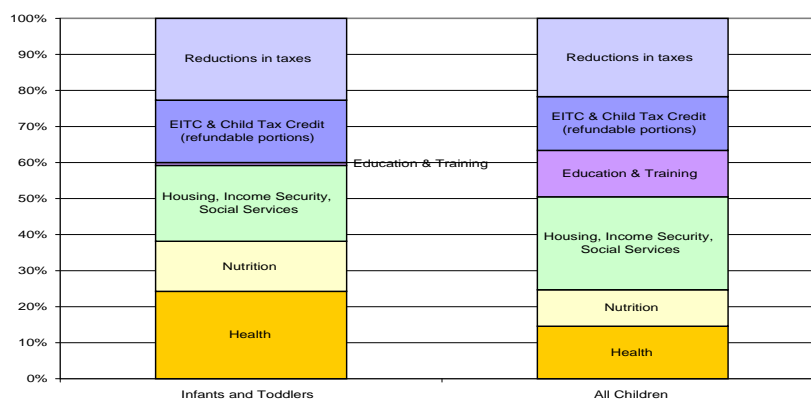 100%
90%
80%
70%
60%
50%
40%
30%
20%
10%
0%
Reductions in taxes
EITC & Child Tax Credit
(refundable portions)
Education & Training
Housing, Income Security,
Social Services
Nutrition
Health
Reductions in taxes
EITC & Child Tax Credit
(refundable portions)
Education & Training
Housing, Income Security,
Social Services
Nutrition
Health
Infants and Toddlers
All Children